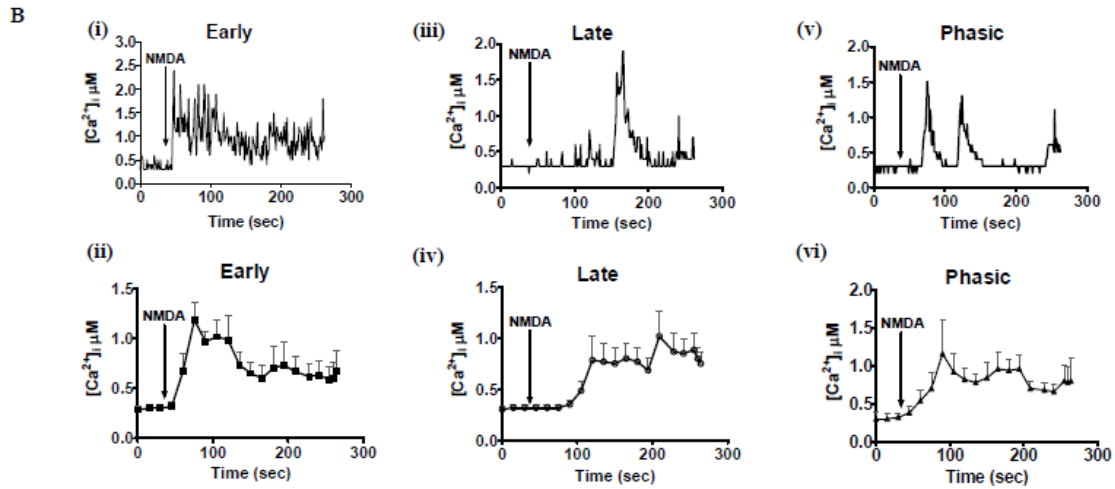 B
(i)
Early
3.0
2.5
2.0
1.5
1.0
0.5
0.0
[Ca²⁺]ᵢ μM
NMDA
0 100 200 300
Time (sec)
(iii)
Late
2.0
1.5
1.0
0.5
0.0
[Ca²⁺]ᵢ μM
NMDA
0 100 200 300
Time (sec)
(v)
Phasic
2.0
1.5
1.0
0.5
0.0
[Ca²⁺]ᵢ μM
NMDA
0 100 200 300
Time (sec)
(ii)
Early
1.5
1.0
0.5
0.0
[Ca²⁺]ᵢ μM
NMDA
0 100 200 300
Time (sec)
(iv)
Late
1.5
1.0
0.5
0.0
[Ca²⁺]ᵢ μM
NMDA
0 100 200 300
Time (sec)
(vi)
Phasic
2.0
1.5
1.0
0.5
0.0
[Ca²⁺]ᵢ μM
NMDA
0 100 200 300
Time (sec)